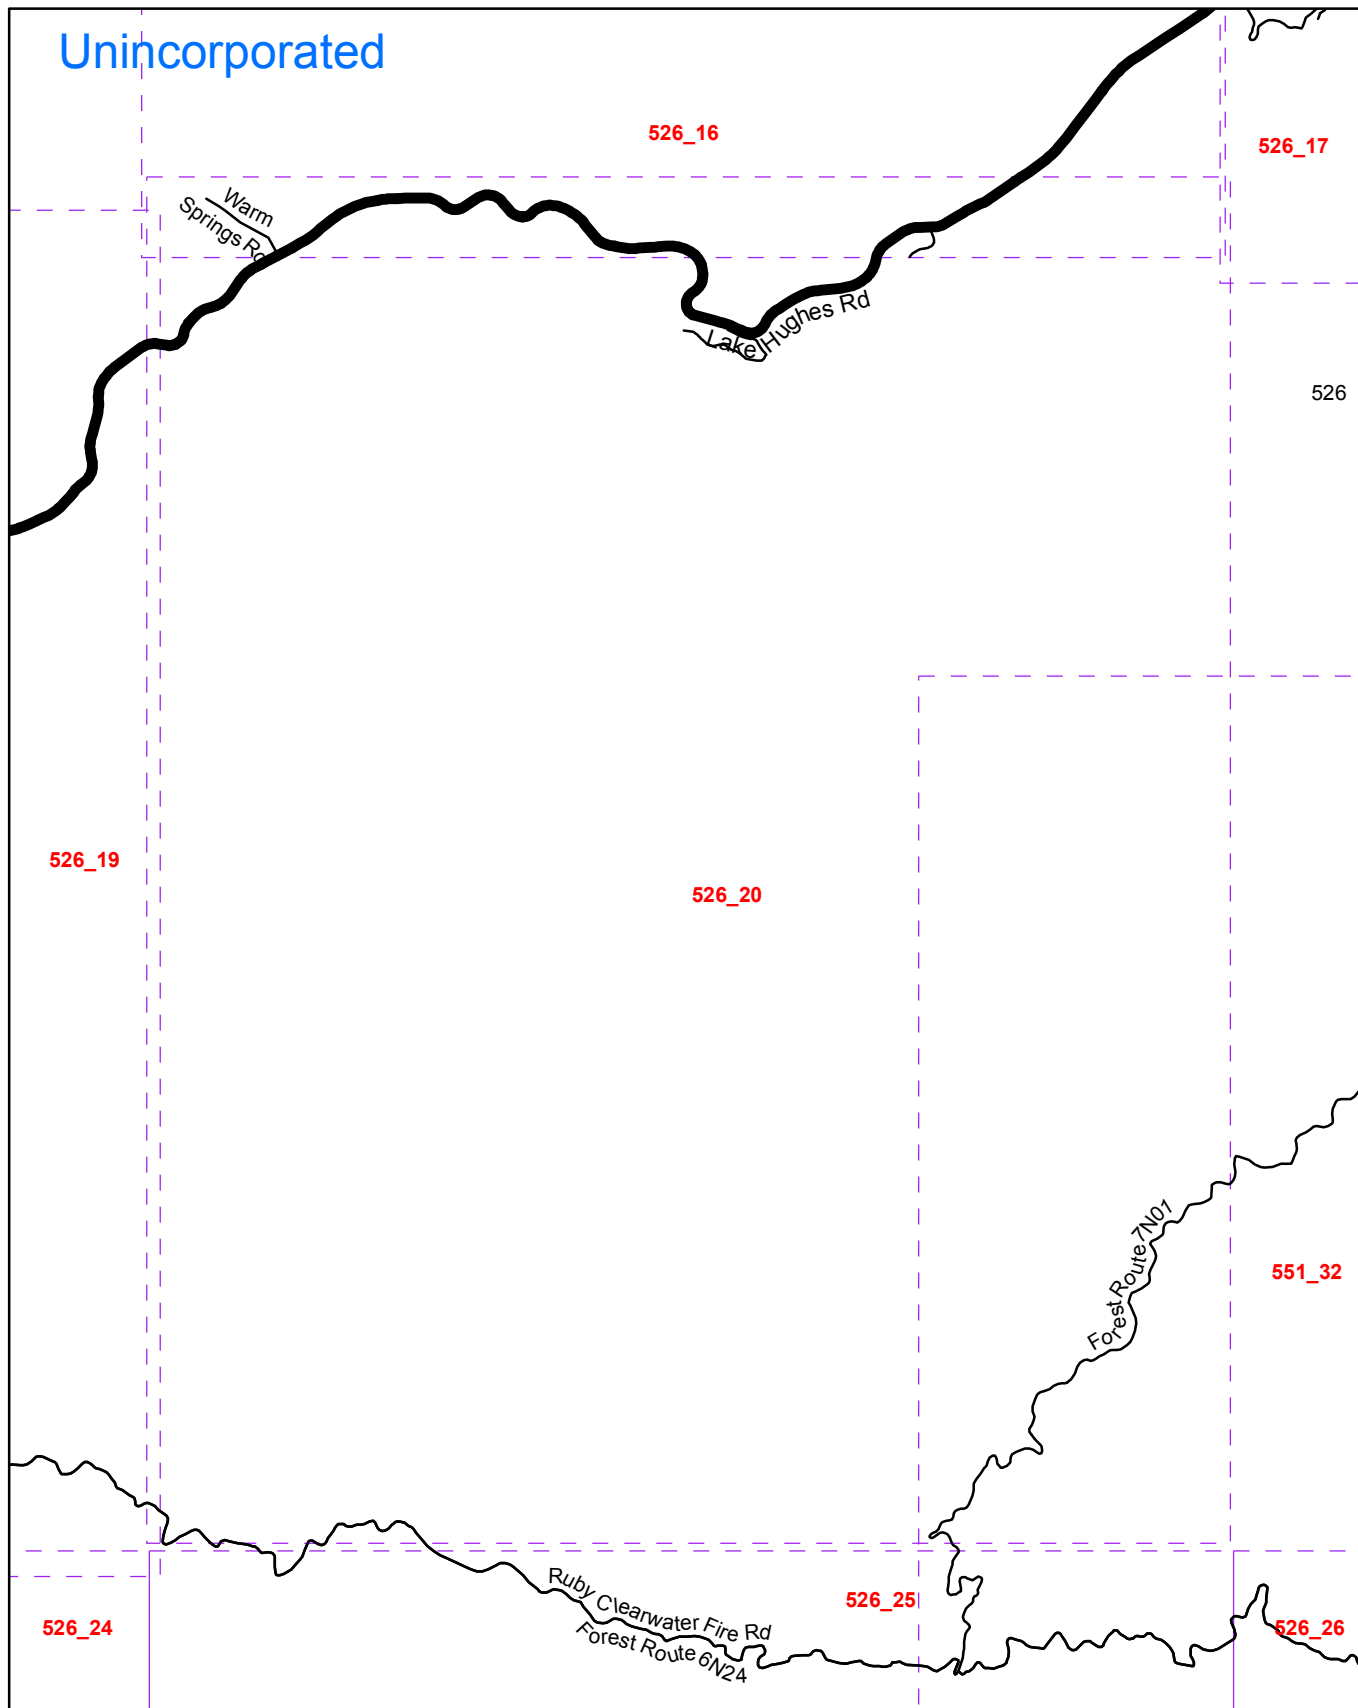 Unincorporated
526_16
526_17
Warm
Springs Rd
Lake Hughes Rd
526
526_19
526_20
Forest Route 7N01
551_32
Ruby Clearwater Fire Rd
Forest Route 6N24
526_25
526_24
526_26